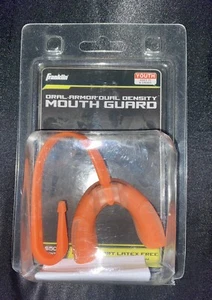 Franklin
YOUTH
ORAL-ARMOR DUAL DENSITY
MOUTH GUARD
LATEX FREE